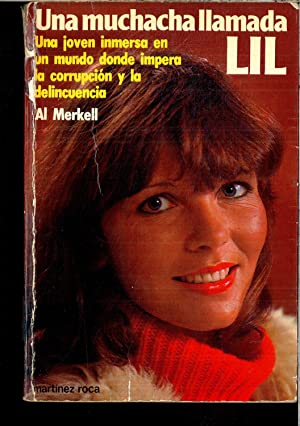 Una muchacha llamada
LIL
Una joven inmersa en
un mundo donde impera
la corrupción y la
delincuencia
Al Merkell
martínez roca